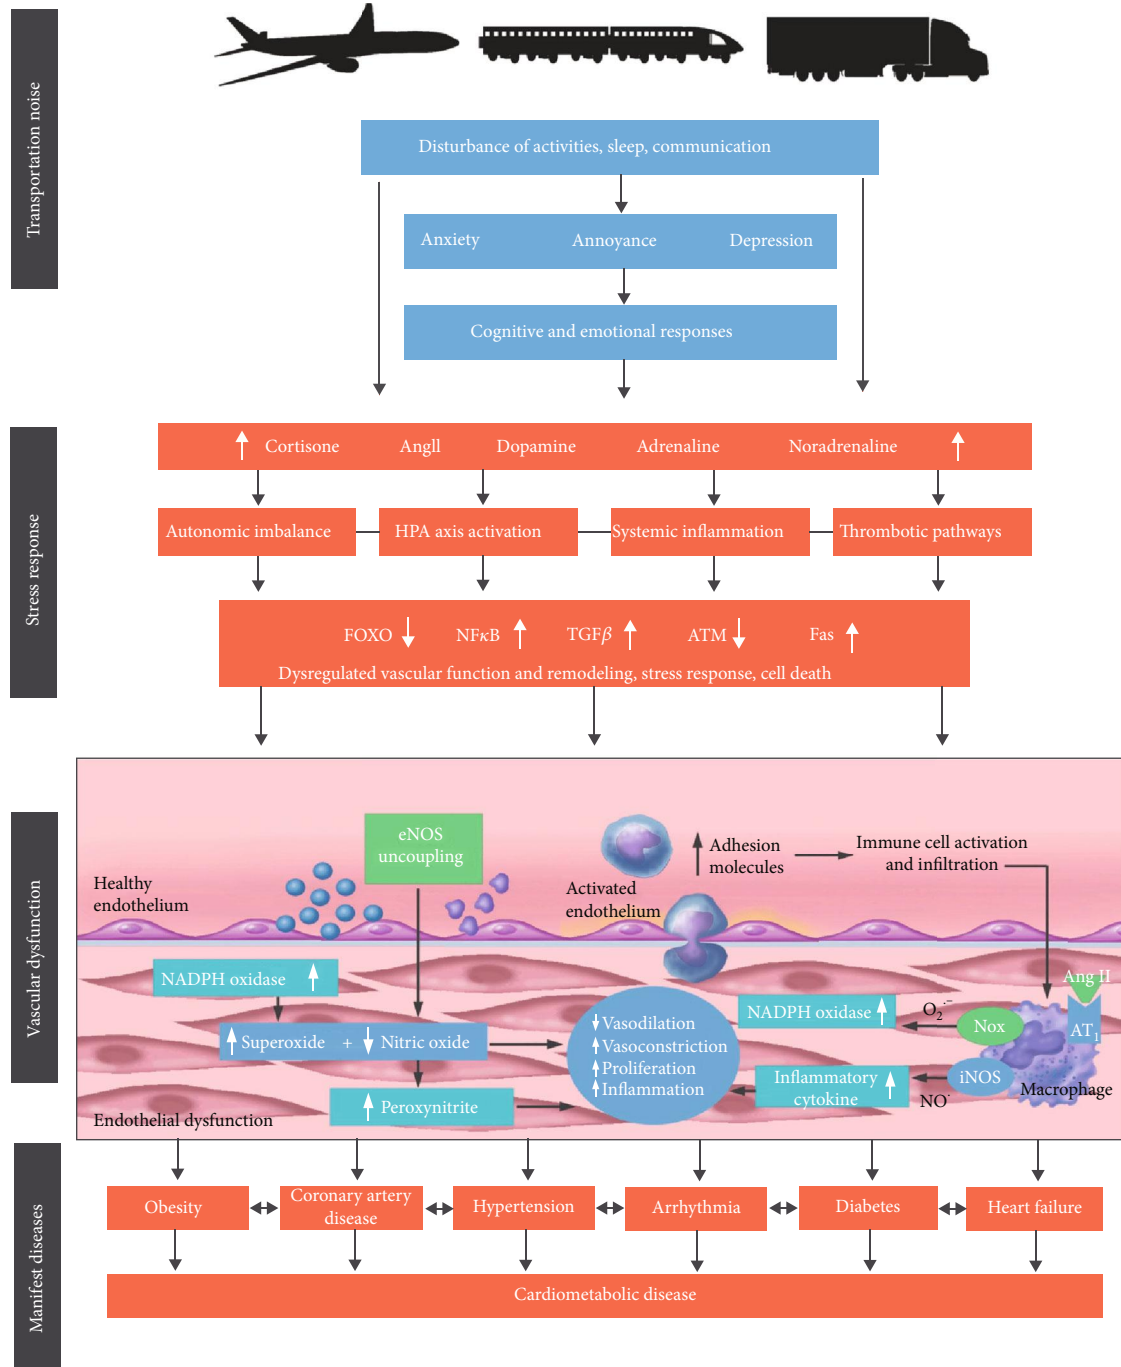 Transportation noise
Disturbance of activities, sleep, communication
Anxiety Annoyance Depression
Cognitive and emotional responses
Stress response
Cortisone Angll Dopamine Adrenaline Noradrenaline
Autonomic imbalance HPA axis activation Systemic inflammation Thrombotic pathways
FOXO NFκB TGFβ ATM Fas
Dysregulated vascular function and remodeling, stress response, cell death
Vascular dysfunction
eNOS
uncoupling
Healthy
endothelium
Activated
endothelium
Adhesion
molecules
Immune cell activation
and infiltration
NADPH oxidase
Superoxide + Nitric oxide
Peroxynitrite
Endothelial dysfunction
Vasodilation
Vasoconstriction
Proliferation
Inflammation
NADPH oxidase
O₂·⁻
Nox
Ang II
AT₁
Inflammatory
cytokine
NO·
iNOS
Macrophage
Manifest diseases
Obesity
Coronary artery
disease
Hypertension
Arrhythmia
Diabetes
Heart failure
Cardiometabolic disease